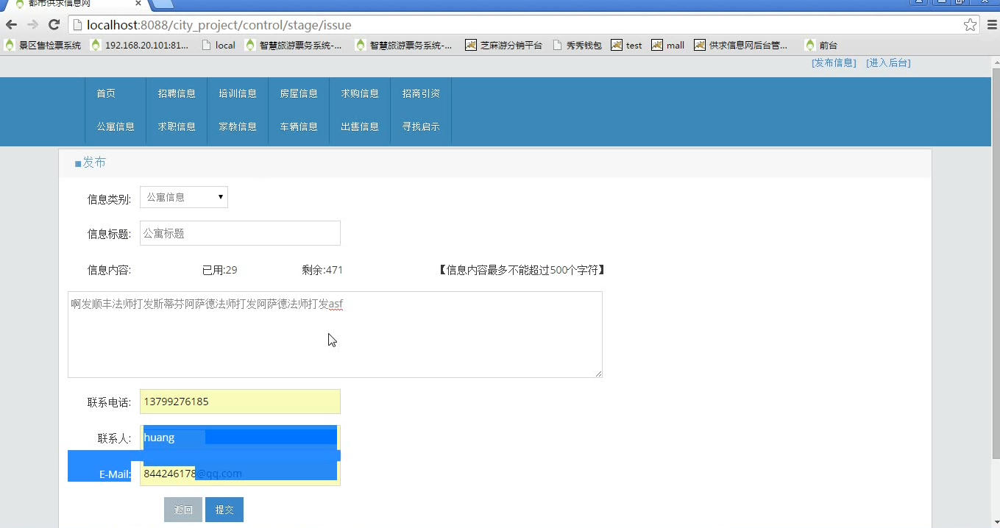 都市供求信息网
localhost:8088/city_project/control/stage/issue
景区售检票系统 192.168.20.101:81... local 智慧旅游票务系统-... 智慧旅游票务系统-... 芝麻游分销平台 秀秀钱包 test mall 供求信息网后台管... 前台
[发布信息] [进入后台]
首页 招聘信息 培训信息 房屋信息 求购信息 招商引资
公寓信息 求职信息 家教信息 车辆信息 出售信息 寻找启示
■发布
信息类别: 公寓信息
信息标题: 公寓标题
信息内容: 已用:29 剩余:471 【信息内容最多不能超过500个字符】
啊发顺丰法师打发斯蒂芬阿萨德法师打发阿萨德法师打发asf
联系电话: 13799276185
联系人: huang
E-Mail: 844246178@qq.com
返回 提交